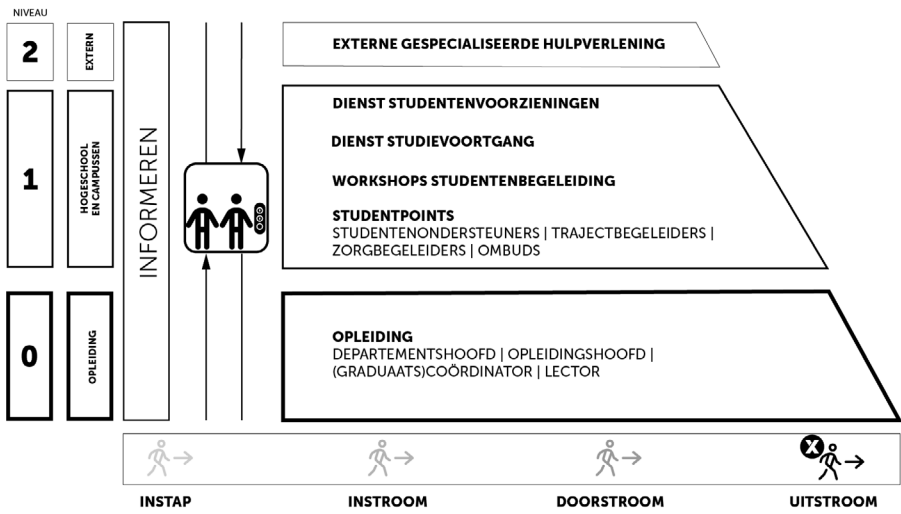 NIVEAU
2
EXTERN
EXTERNE GESPECIALISEERDE HULPVERLENING
1
HOGESCHOOL
EN CAMPUSSEN
INFORMEREN
DIENST STUDENTENVOORZIENINGEN
DIENST STUDIEVOORTGANG
WORKSHOPS STUDENTENBEGELEIDING
STUDENTPOINTS
STUDENTENONDERSTEUNERS | TRAJECTBEGELEIDERS |
ZORGBEGELEIDERS | OMBUDS
0
OPLEIDING
OPLEIDING
DEPARTEMENTSHOOFD | OPLEIDINGSHOOFD |
(GRADUAATS)COÖRDINATOR | LECTOR
X
INSTAP
INSTROOM
DOORSTROOM
UITSTROOM